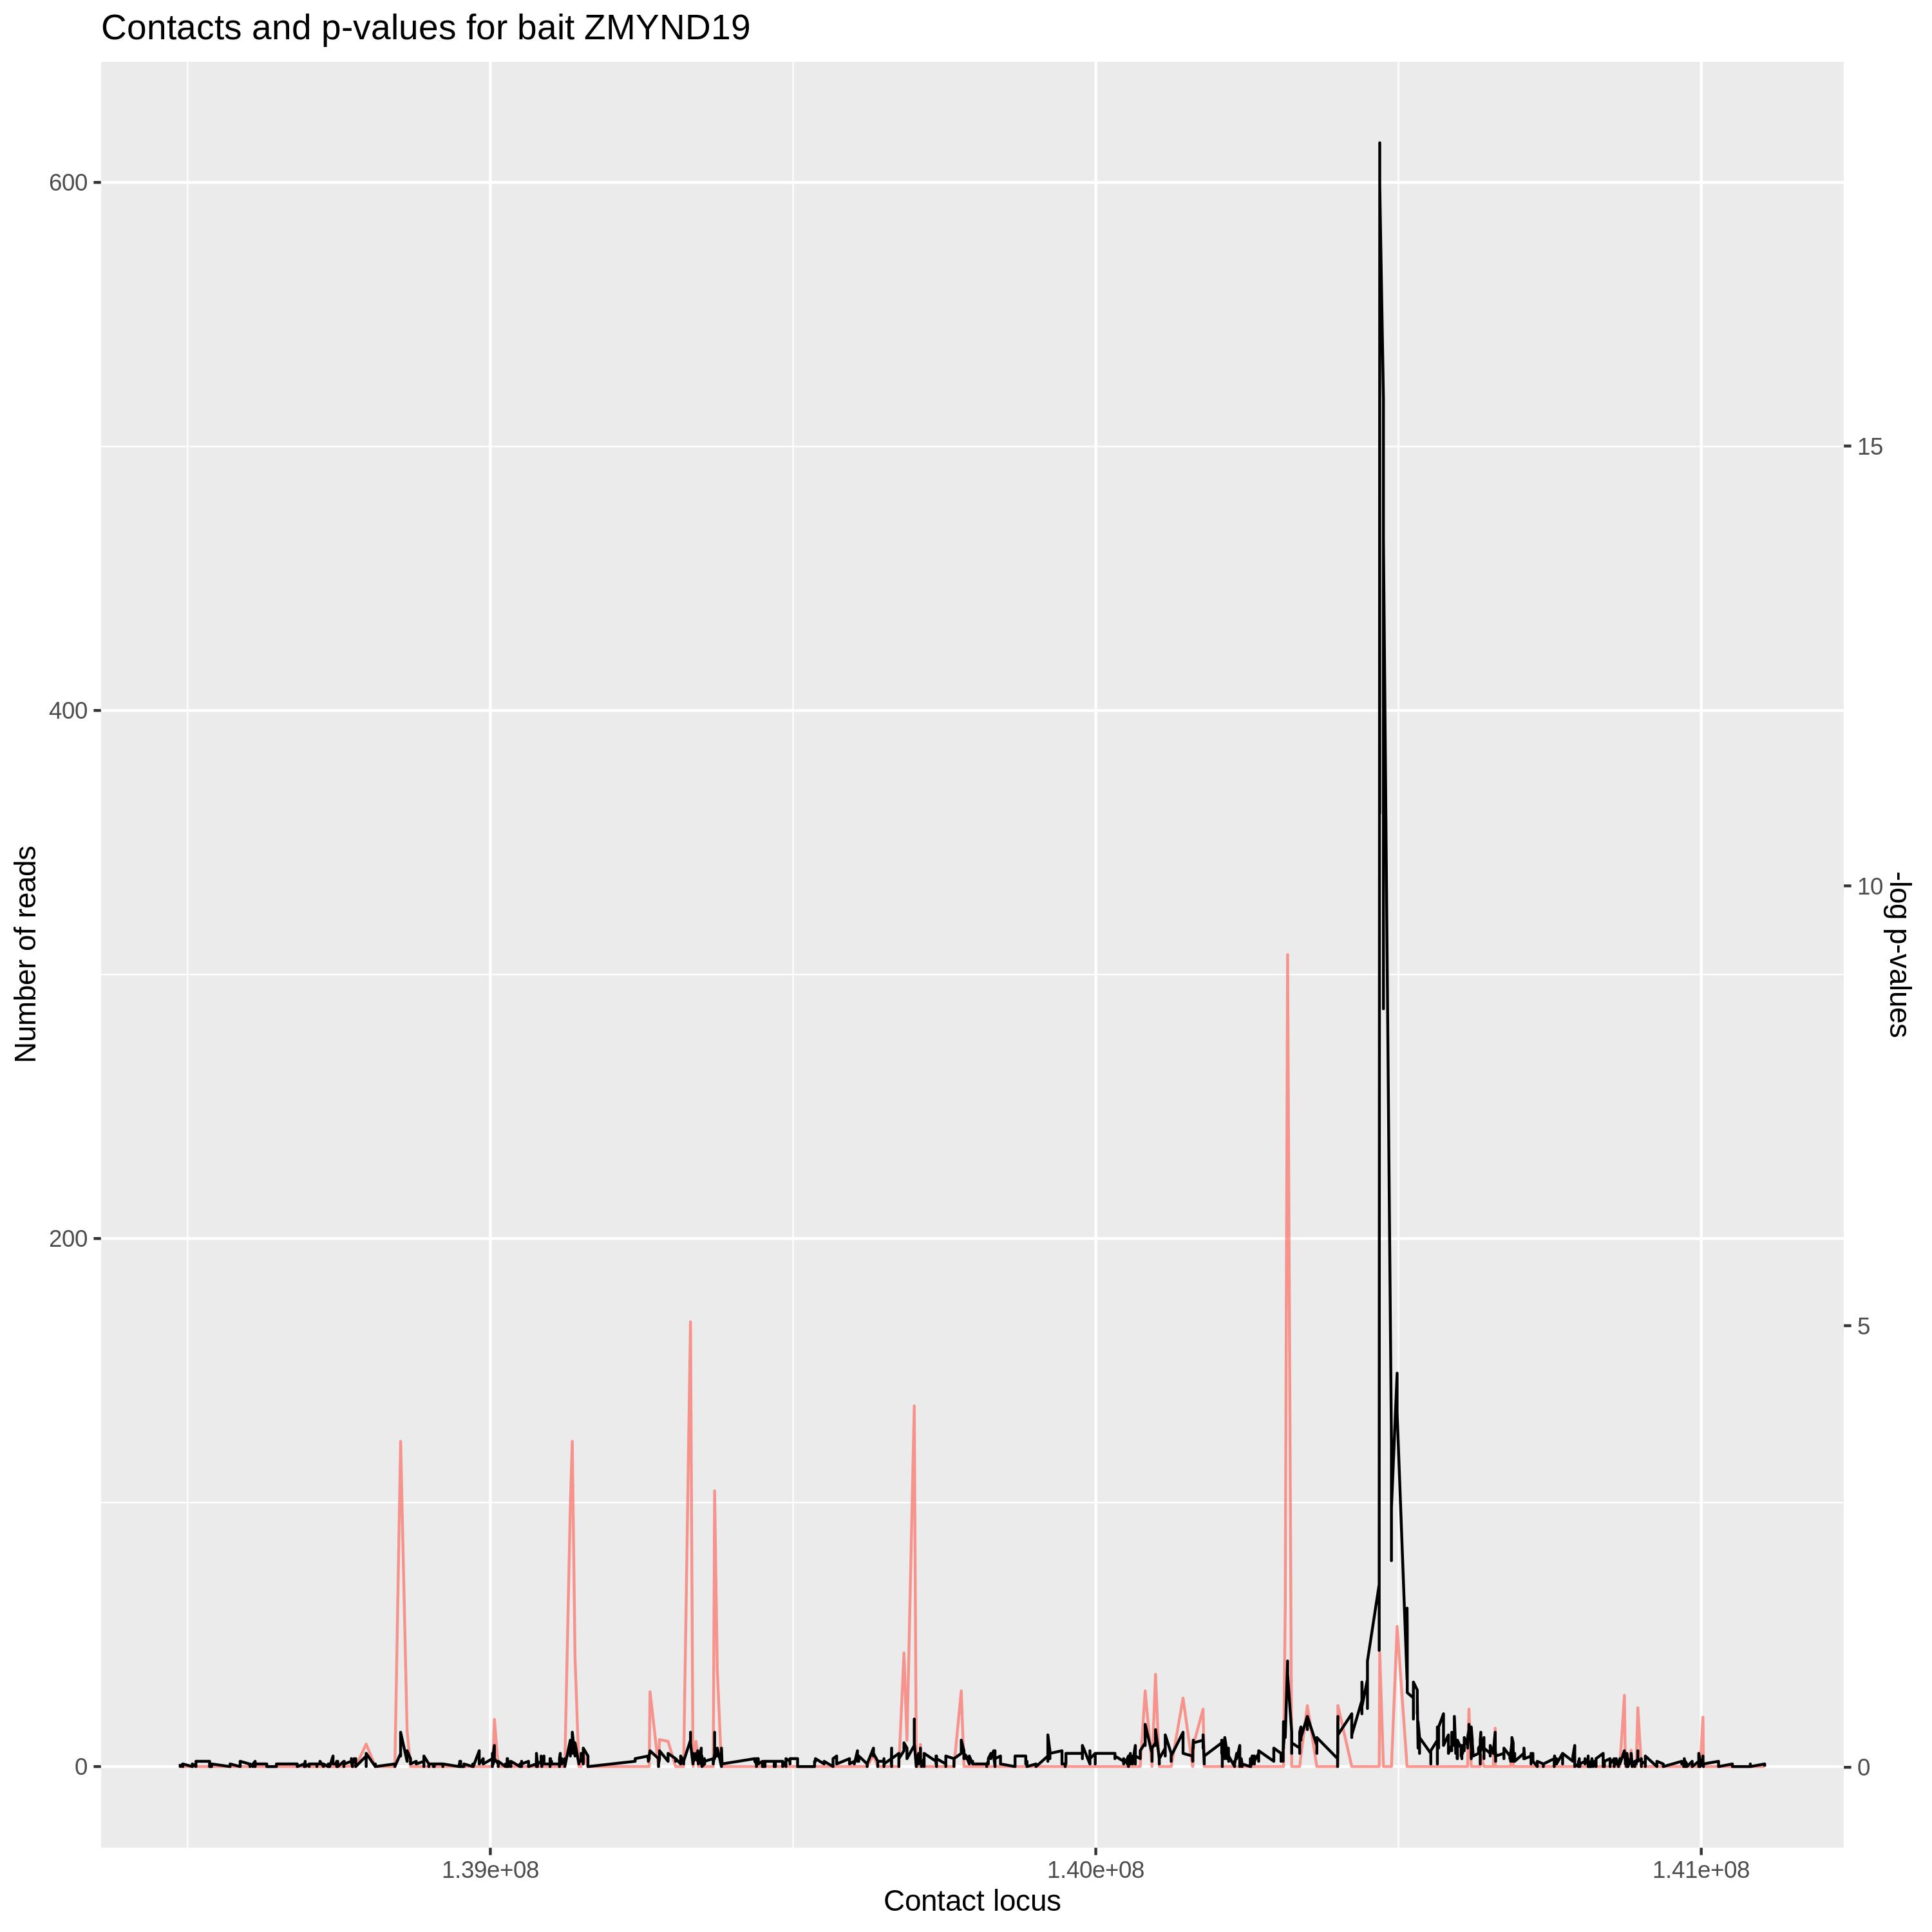 Contacts and p-values for bait ZMYND19
600
400
200
0
Number of reads
15
10
5
0
-log p-values
1.39e+08
1.40e+08
1.41e+08
Contact locus